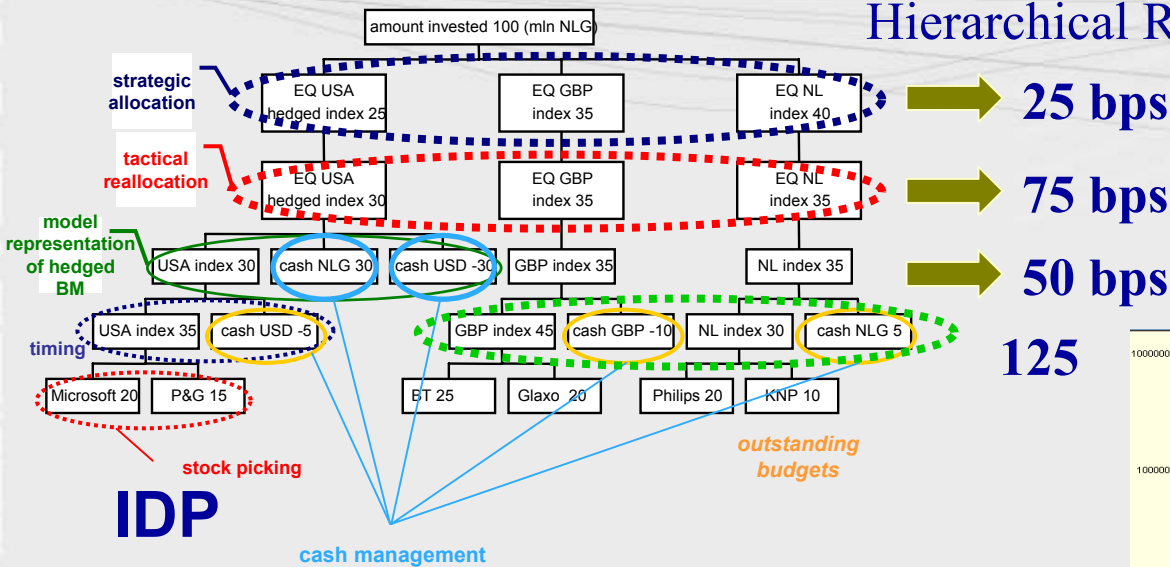 Hierarchical R
amount invested 100 (mln NLG)
strategic
allocation
EQ USA
hedged index 25
EQ GBP
index 35
EQ NL
index 40
25 bps
tactical
reallocation
EQ USA
hedged index 30
EQ GBP
index 35
EQ NL
index 35
75 bps
model
representation
of hedged
BM
USA index 30
cash NLG 30
cash USD -30
GBP index 35
NL index 35
50 bps
timing
USA index 35
cash USD -5
GBP index 45
cash GBP -10
NL index 30
cash NLG 5
125
Microsoft 20
P&G 15
BT 25
Glaxo 20
Philips 20
KNP 10
stock picking
outstanding
budgets
IDP
cash management